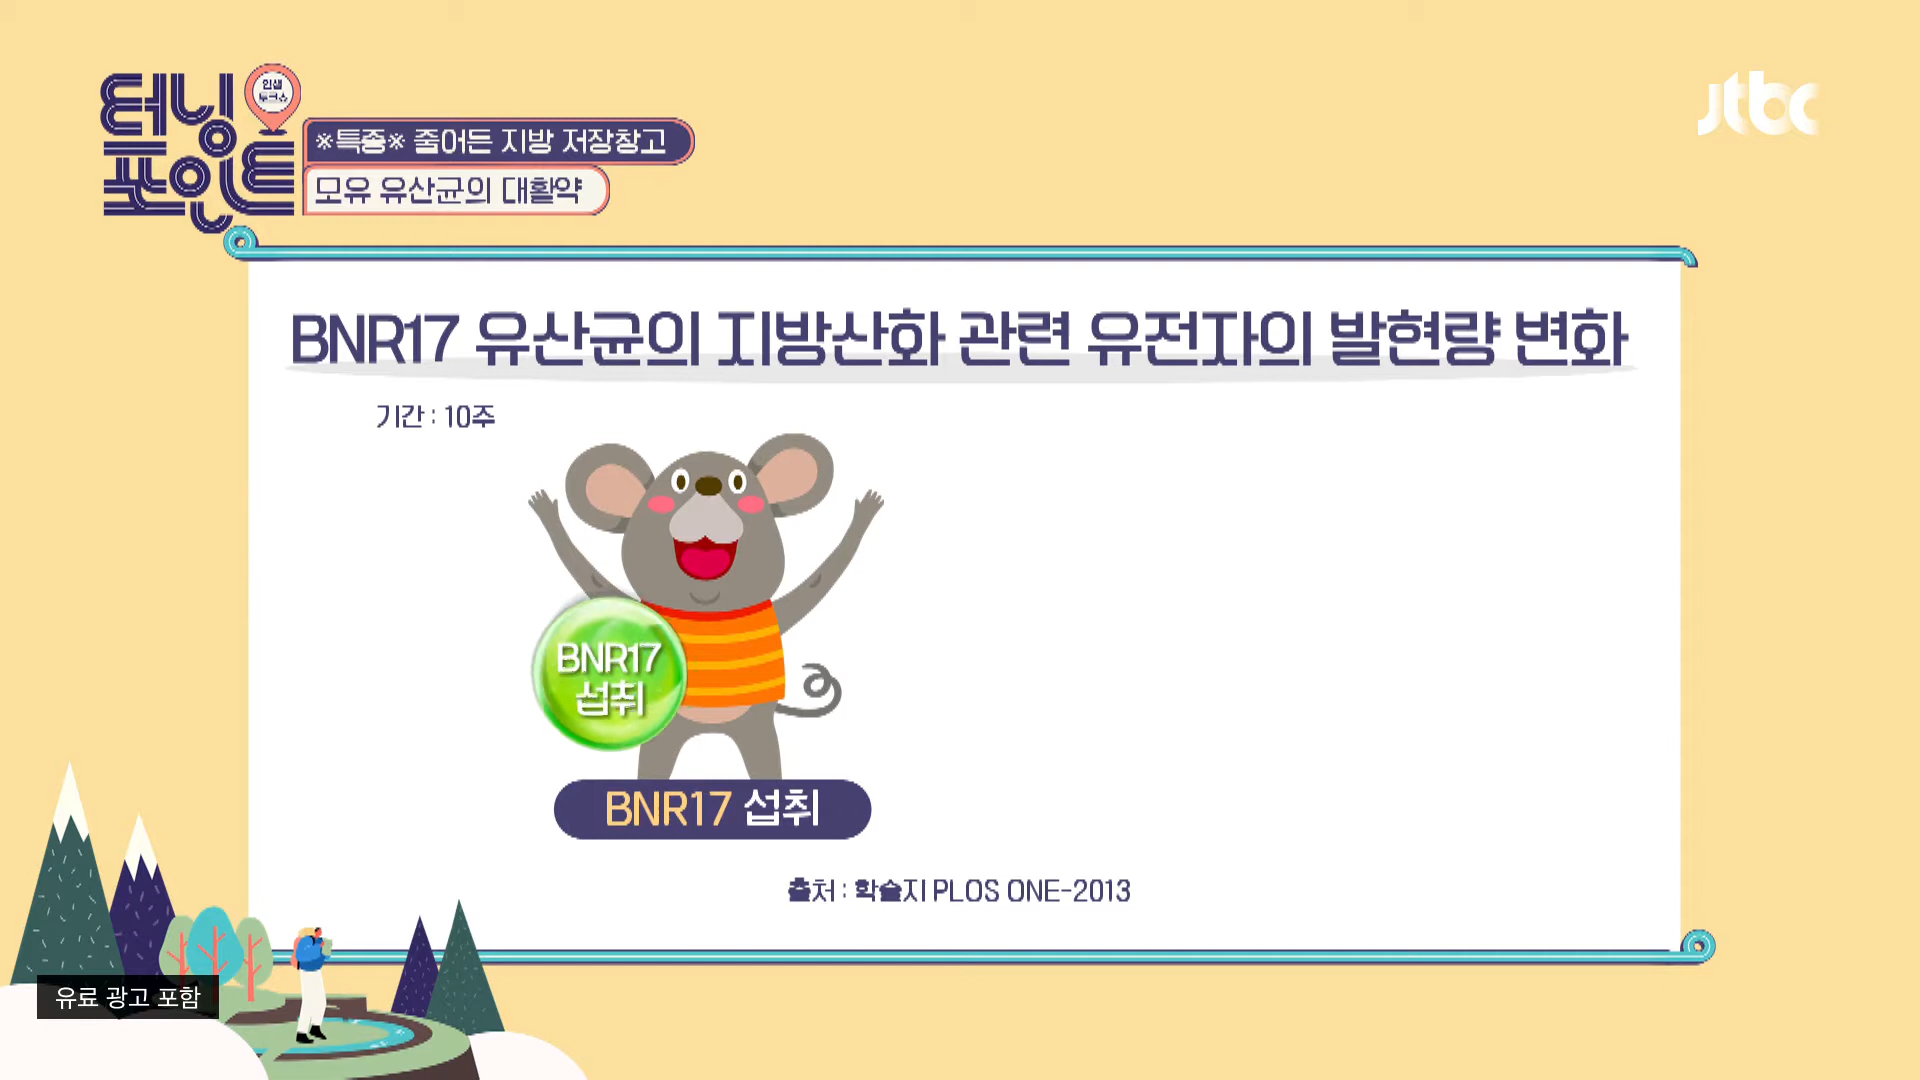 터닝
포인트
인생
토크쇼
※특종※ 줄어든 지방 저장창고
모유 유산균의 대활약
jtbc
BNR17 유산균의 지방산화 관련 유전자의 발현량 변화
기간 : 10주
BNR17
섭취
BNR17 섭취
출처 : 학술지 PLOS ONE-2013
유료 광고 포함